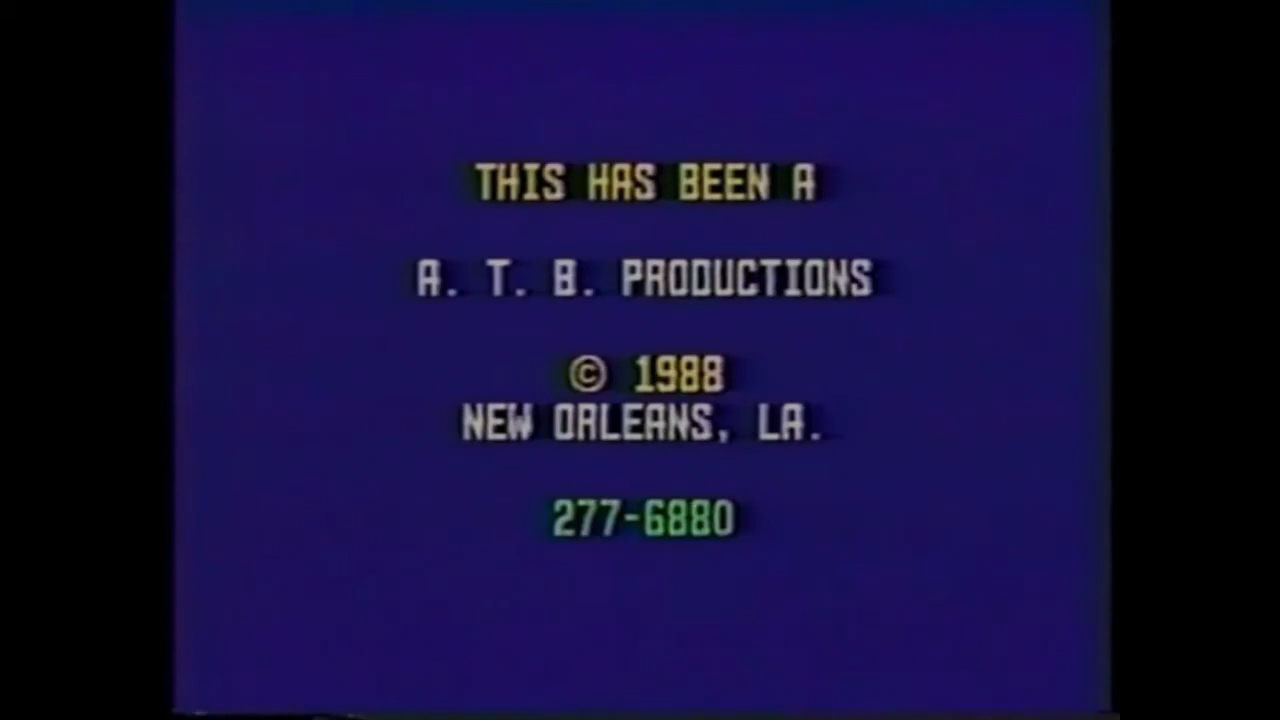 THIS HAS BEEN A
A. T. B. PRODUCTIONS
© 1988
NEW ORLEANS, LA.
277-6880